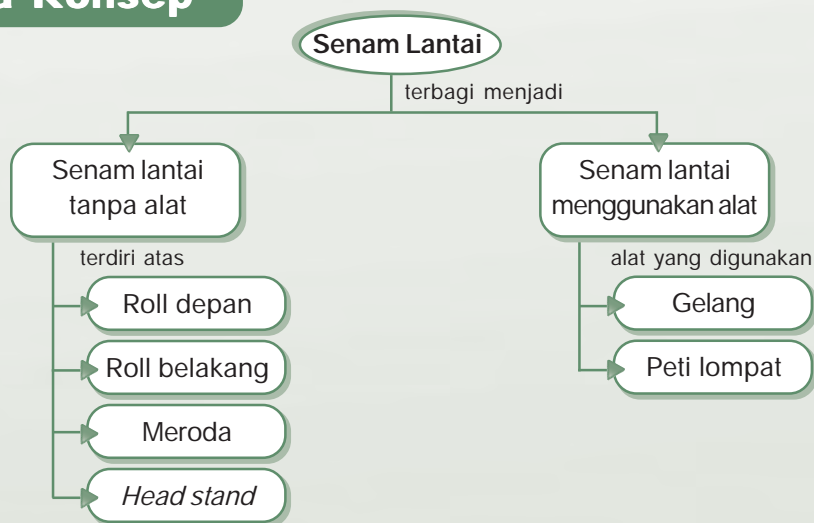 Konsep
Senam Lantai
terbagi menjadi
Senam lantai
tanpa alat
terdiri atas
Roll depan
Roll belakang
Meroda
Head stand
Senam lantai
menggunakan alat
alat yang digunakan
Gelang
Peti lompat